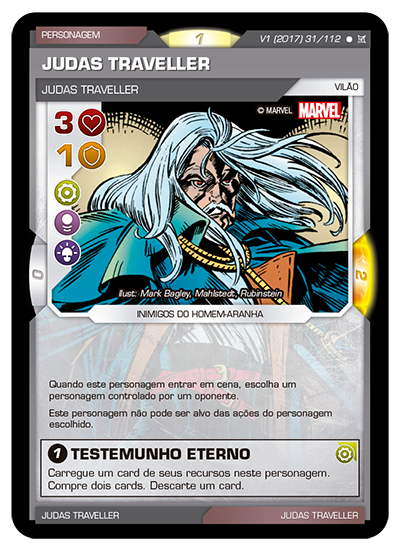 PERSONAGEM
1
V1 (2017) 31/112
JUDAS TRAVELLER
JUDAS TRAVELLER
VILÃO
© MARVEL MARVEL
3
1
0
2
Ilust: Mark Bagley, Mahlstedt, Rubinstein
INIMIGOS DO HOMEM-ARANHA
Quando este personagem entrar em cena, escolha um
personagem controlado por um oponente.
Este personagem não pode ser alvo das ações do personagem
escolhido.
1 TESTEMUNHO ETERNO
Carregue um card de seus recursos neste personagem.
Compre dois cards. Descarte um card.
JUDAS TRAVELLER
JUDAS TRAVELLER